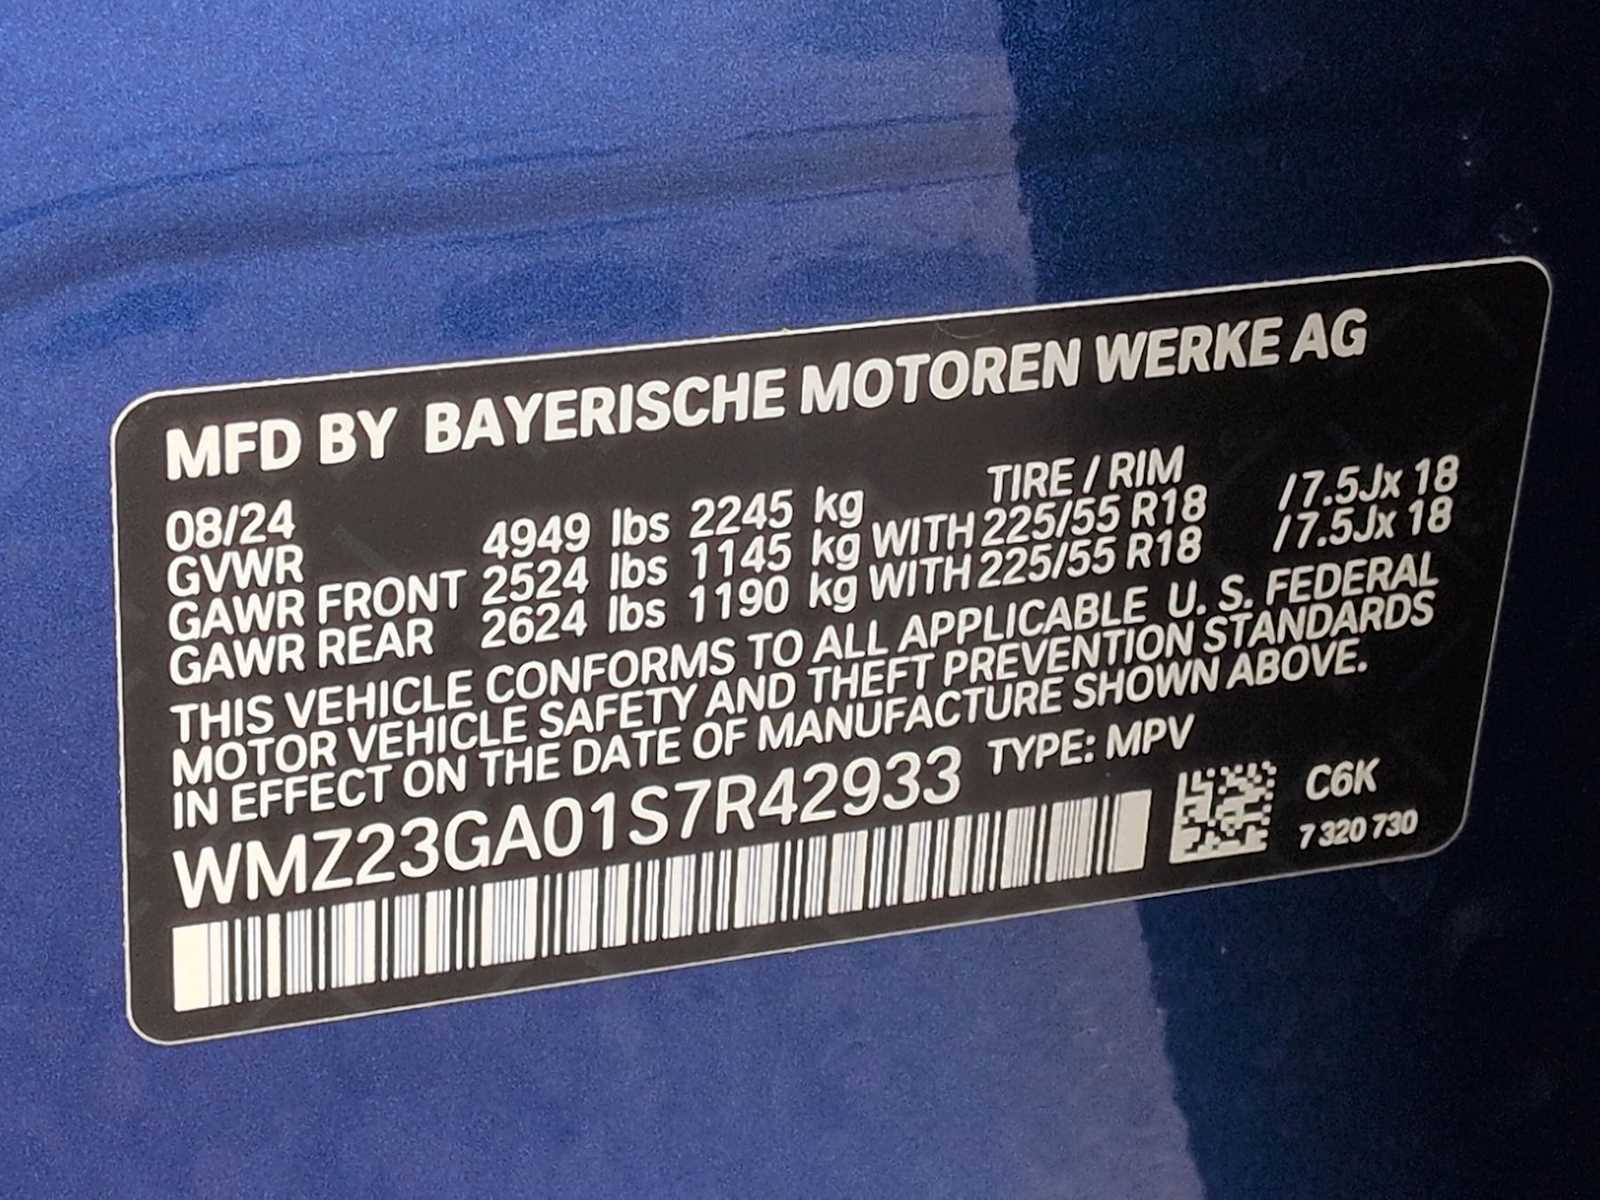 MFD BY BAYERISCHE MOTOREN WERKE AG
08/24 TIRE / RIM
GVWR 4949 lbs 2245 kg
GAWR FRONT 2524 lbs 1145 kg WITH 225/55 R18 /7.5Jx 18
GAWR REAR 2624 lbs 1190 kg WITH 225/55 R18 /7.5Jx 18
THIS VEHICLE CONFORMS TO ALL APPLICABLE U. S. FEDERAL
MOTOR VEHICLE SAFETY AND THEFT PREVENTION STANDARDS
IN EFFECT ON THE DATE OF MANUFACTURE SHOWN ABOVE.
WMZ23GA01S7R42933 TYPE: MPV
C6K
7 320 730